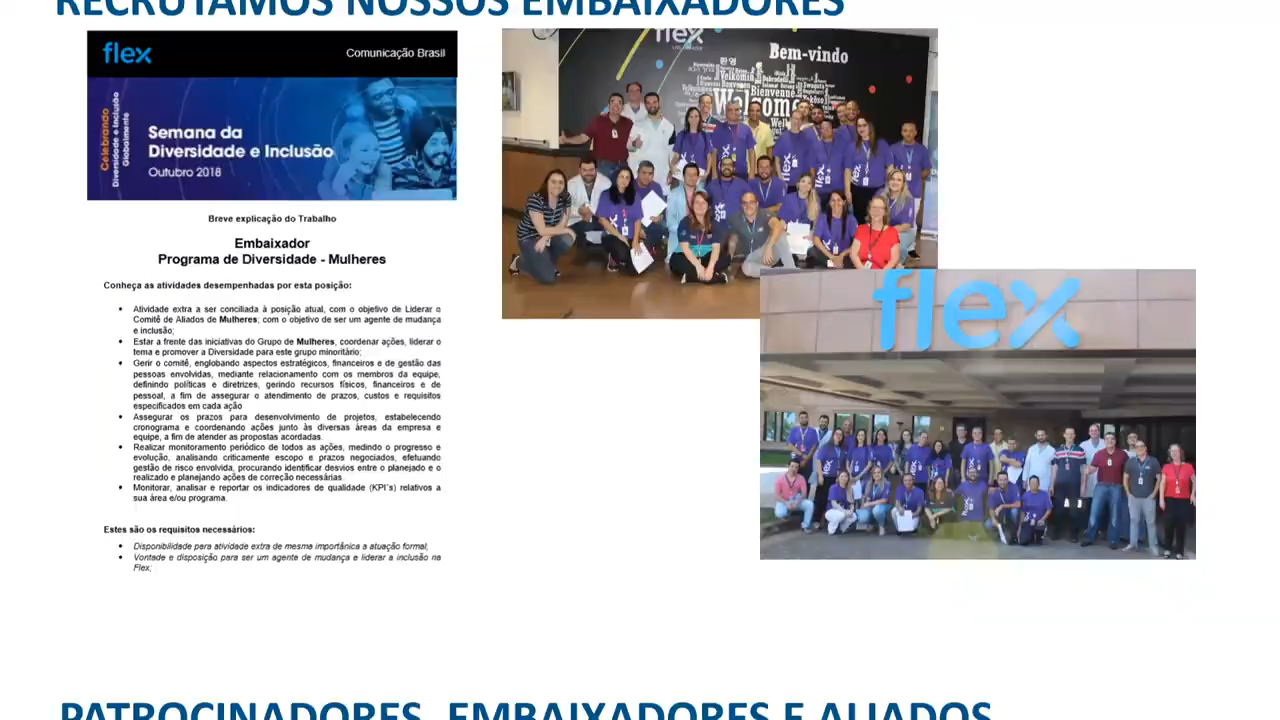 RECRUTAMOS NOSSOS EMBAIXADORES
flex
Comunicação Brasil
Celebrando
Diversidade e Inclusão
Globalmente
Semana da
Diversidade e Inclusão
Outubro 2018
Breve explicação do Trabalho
Embaixador
Programa de Diversidade - Mulheres
Conheça as atividades desempenhadas por esta posição:
• Atividade extra a ser conciliada à posição atual, com o objetivo de Liderar o
Comitê de Aliados de Mulheres; com o objetivo de ser um agente de mudança
e inclusão;
• Estar a frente das iniciativas do Grupo de Mulheres, coordenar ações, liderar o
tema e promover a Diversidade para este grupo minoritário;
• Gerir o comitê, englobando aspectos estratégicos, financeiros e de gestão das
pessoas envolvidas, mediante relacionamento com os membros da equipe,
definindo políticas e diretrizes, gerindo recursos físicos, financeiros e de
pessoal, a fim de assegurar o atendimento de prazos, custos e requisitos
especificados em cada ação
• Assegurar os prazos para desenvolvimento de projetos, estabelecendo
cronograma e coordenando ações junto às diversas áreas da empresa e
equipe, a fim de atender as propostas acordadas.
• Realizar monitoramento periódico de todos as ações, medindo o progresso e
evolução, analisando criticamente escopo e prazos negociados, efetuando
gestão de risco envolvida, procurando identificar desvios entre o planejado e o
realizado e planejando ações de correção necessárias.
• Monitorar, analisar e reportar os indicadores de qualidade (KPI´s) relativos a
sua área e/ou programa.
Estes são os requisitos necessários:
• Disponibilidade para atividade extra de mesma importância a atuação formal;
• Vontade e disposição para ser um agente de mudança e liderar a inclusão na
Flex;
flex
Bem-vindo
환영
Velkomin
Bienvenue
Welcome
flex
PATROCINADORES, EMBAIXADORES E ALIADOS